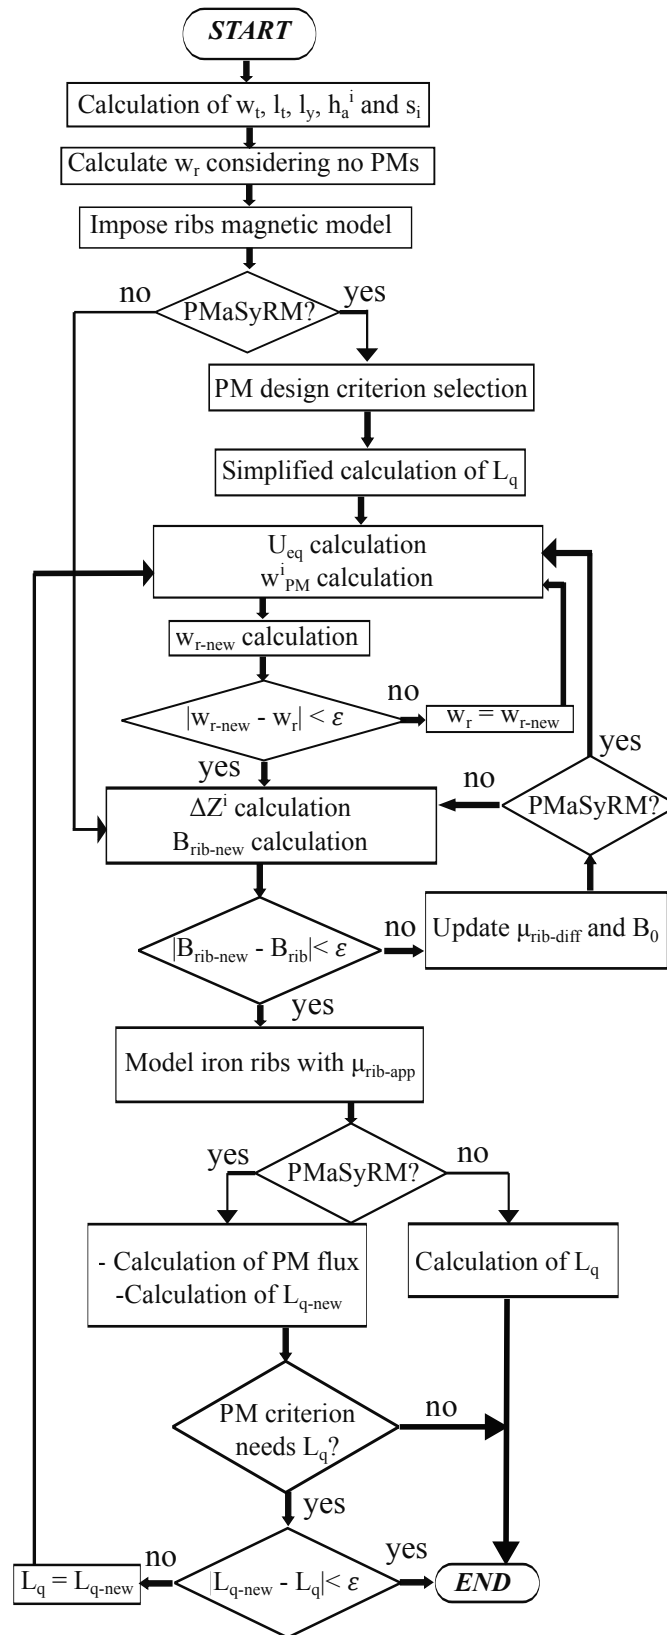 START
Calculation of w_t, l_t, l_y, h_a^i and s_i
Calculate w_r considering no PMs
Impose ribs magnetic model
no
PMaSyRM?
yes
PM design criterion selection
Simplified calculation of L_q
U_eq calculation
w^i_PM calculation
w_r-new calculation
|w_r-new - w_r| < ε
no
w_r = w_r-new
yes
yes
no
PMaSyRM?
ΔZ^i calculation
B_rib-new calculation
|B_rib-new - B_rib|< ε
no
Update μ_rib-diff and B_0
yes
Model iron ribs with μ_rib-app
yes
PMaSyRM?
no
- Calculation of PM flux
-Calculation of L_q-new
Calculation of L_q
PM criterion
needs L_q?
no
yes
L_q = L_q-new
no
|L_q-new - L_q|< ε
yes
END